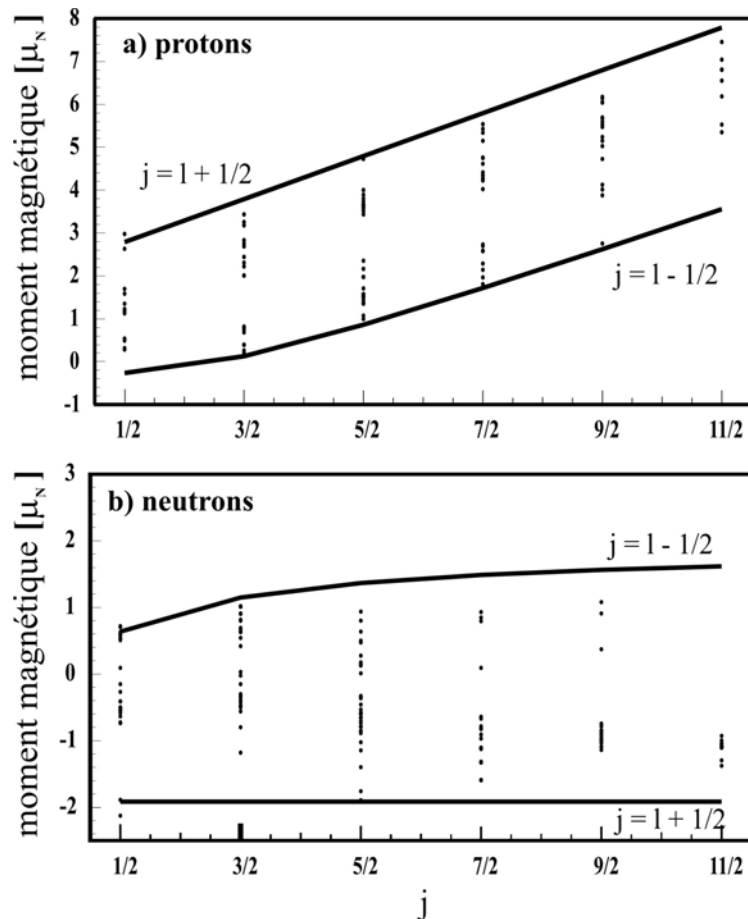 a) protons
moment magnétique [μN]
8
7
6
5
4
3
2
1
0
-1
j = l + 1/2
j = l - 1/2
1/2 3/2 5/2 7/2 9/2 11/2
b) neutrons
moment magnétique [μN]
3
2
1
0
-1
-2
j = l - 1/2
j = l + 1/2
1/2 3/2 5/2 7/2 9/2 11/2
j